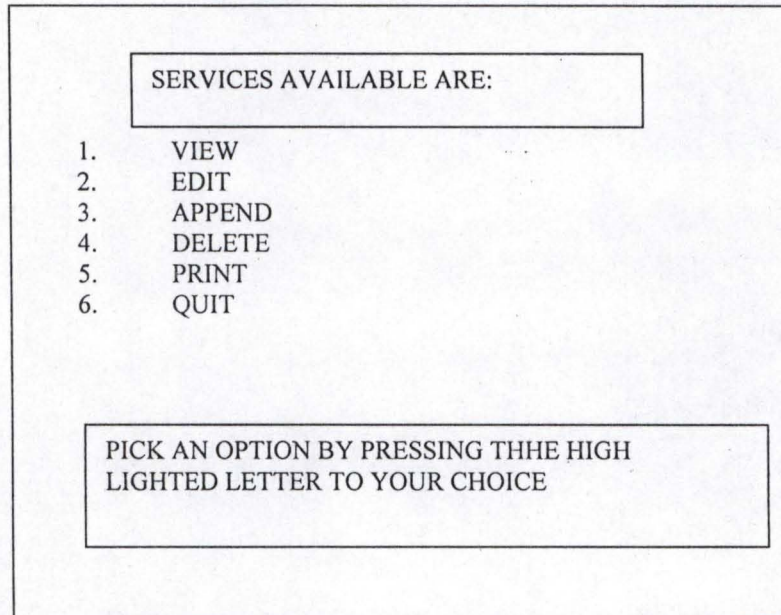 SERVICES AVAILABLE ARE:
1. VIEW
2. EDIT
3. APPEND
4. DELETE
5. PRINT
6. QUIT
PICK AN OPTION BY PRESSING THHE HIGH
LIGHTED LETTER TO YOUR CHOICE